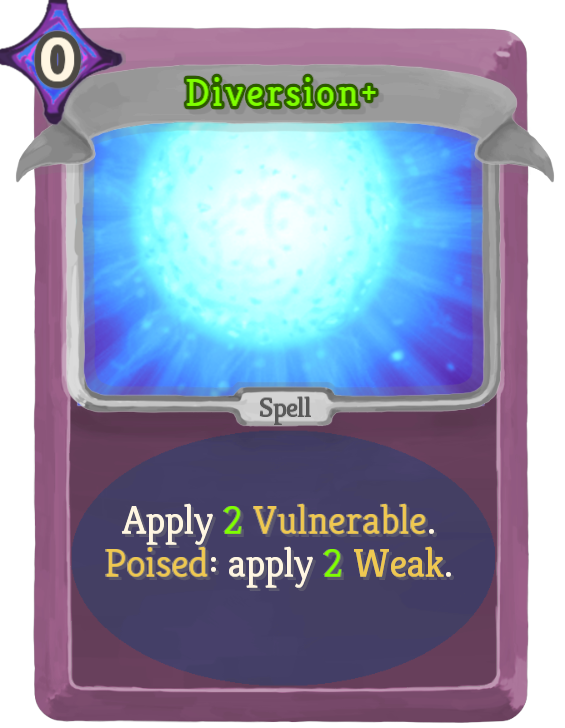 0
Diversion+
Spell
Apply 2 Vulnerable.
Poised: apply 2 Weak.